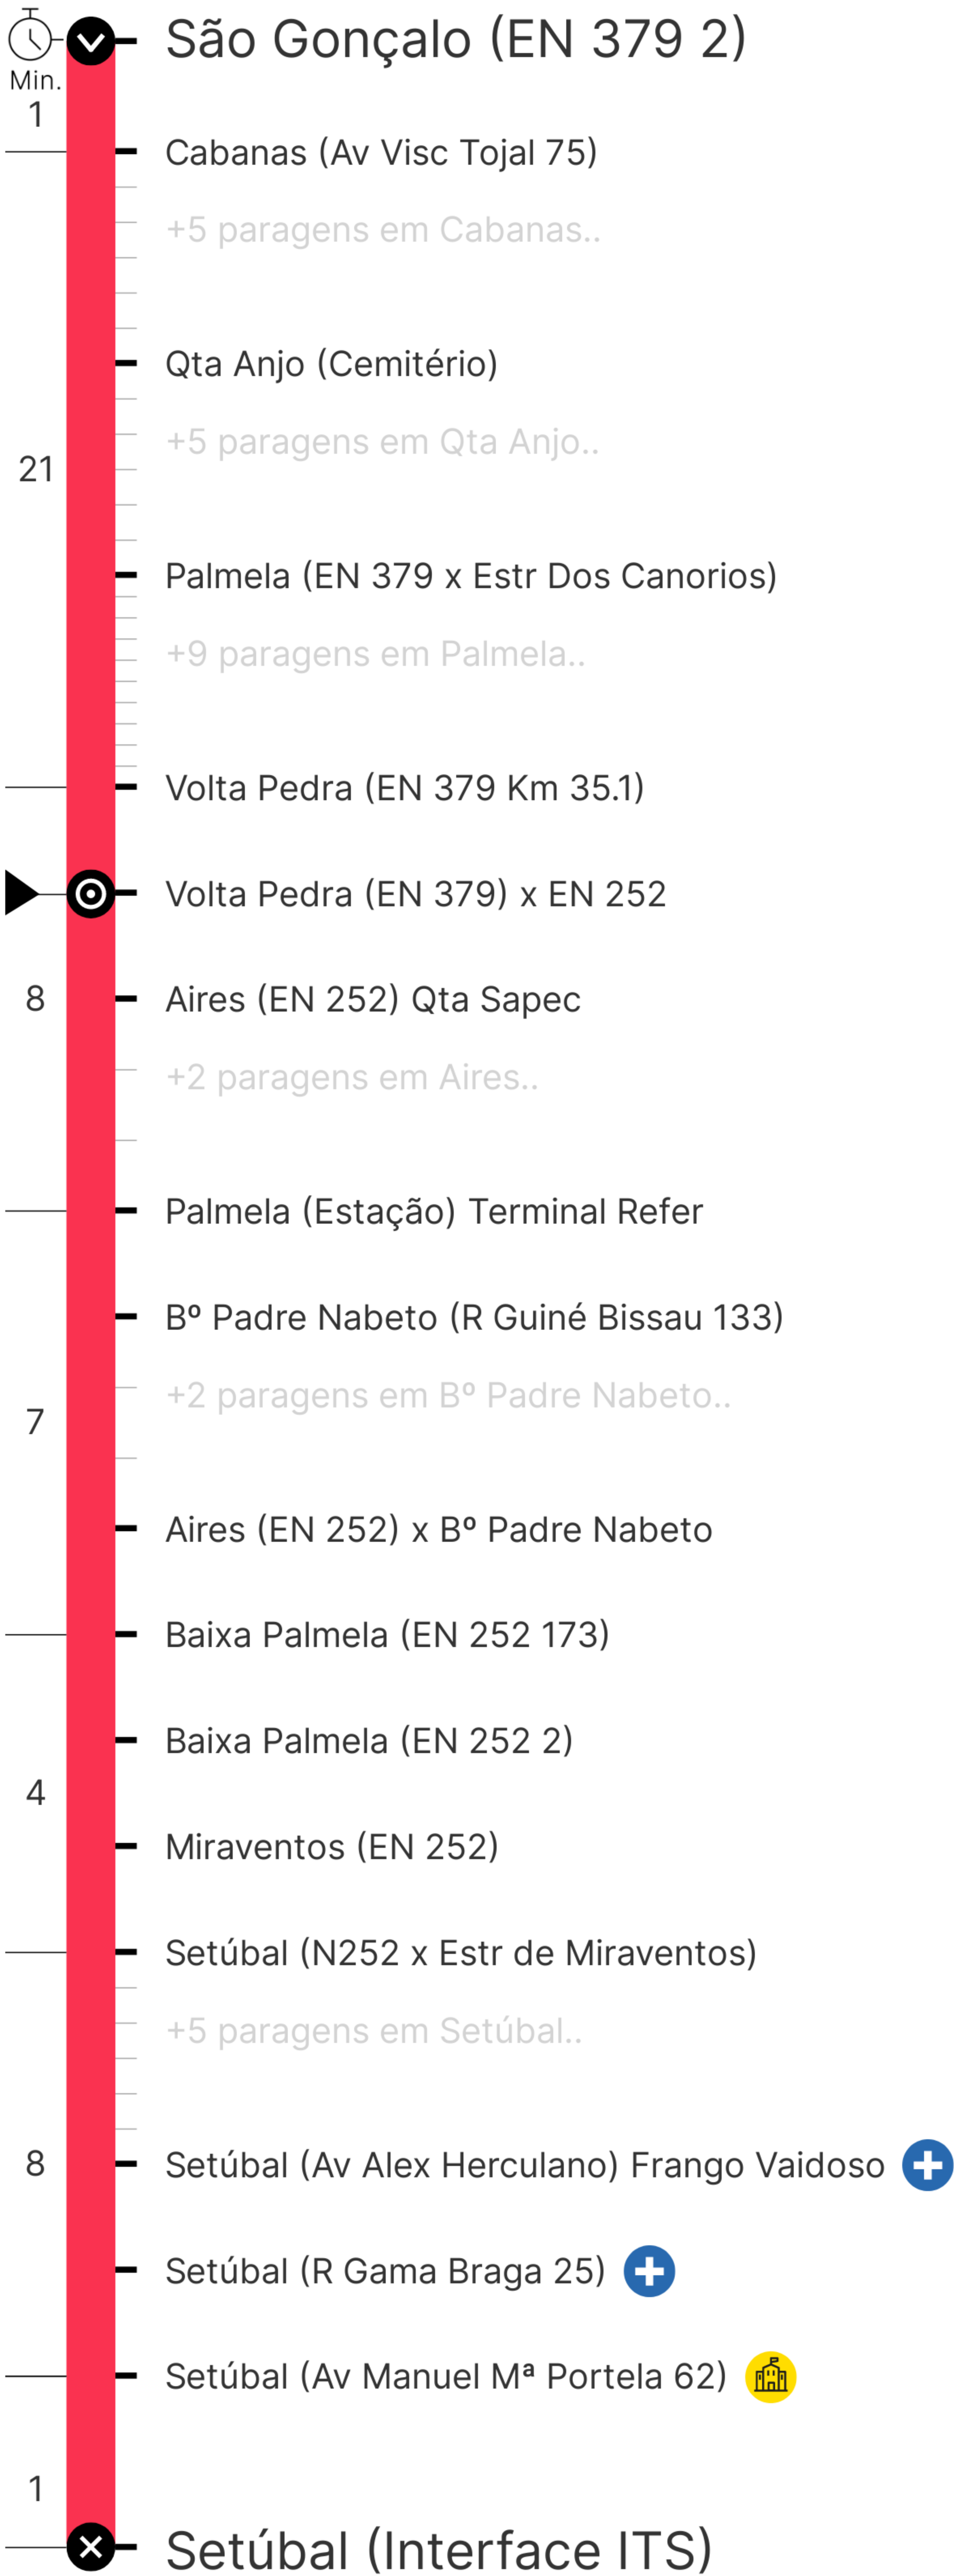 São Gonçalo (EN 379 2)
Min.
1
Cabanas (Av Visc Tojal 75)
+5 paragens em Cabanas..
Qta Anjo (Cemitério)
+5 paragens em Qta Anjo..
21
Palmela (EN 379 x Estr Dos Canorios)
+9 paragens em Palmela..
Volta Pedra (EN 379 Km 35.1)
Volta Pedra (EN 379) x EN 252
8
Aires (EN 252) Qta Sapec
+2 paragens em Aires..
Palmela (Estação) Terminal Refer
Bº Padre Nabeto (R Guiné Bissau 133)
+2 paragens em Bº Padre Nabeto..
7
Aires (EN 252) x Bº Padre Nabeto
Baixa Palmela (EN 252 173)
Baixa Palmela (EN 252 2)
4
Miraventos (EN 252)
Setúbal (N252 x Estr de Miraventos)
+5 paragens em Setúbal..
8
Setúbal (Av Alex Herculano) Frango Vaidoso
Setúbal (R Gama Braga 25)
Setúbal (Av Manuel Mª Portela 62)
1
Setúbal (Interface ITS)